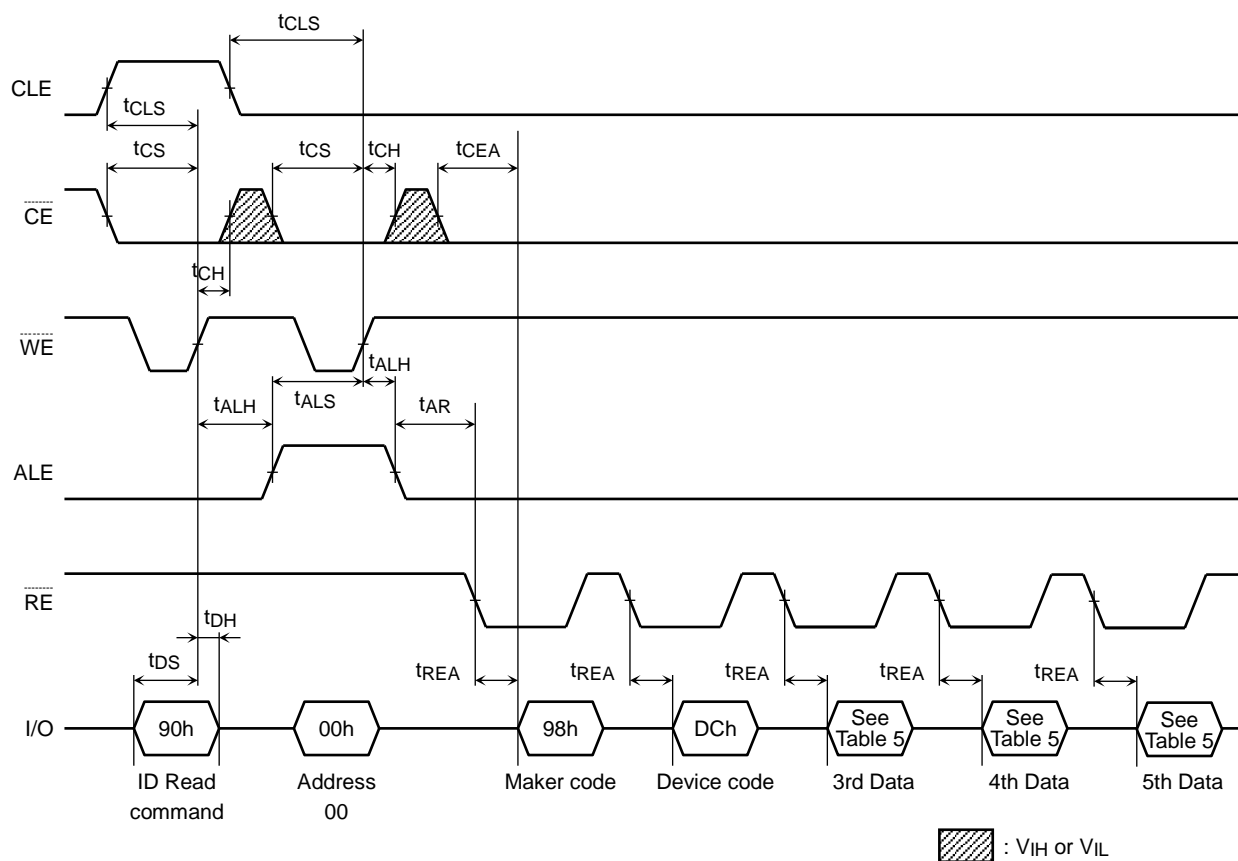 tCLS
CLE
tCLS
tCS
tCS
tCH
tCEA
CE
tCH
WE
tALH
tALH
tALS
tAR
ALE
RE
tDH
tDS
tREA
tREA
tREA
tREA
tREA
I/O
90h
00h
98h
DCh
See
Table 5
See
Table 5
See
Table 5
ID Read
command
Address
00
Maker code
Device code
3rd Data
4th Data
5th Data
: VIH or VIL